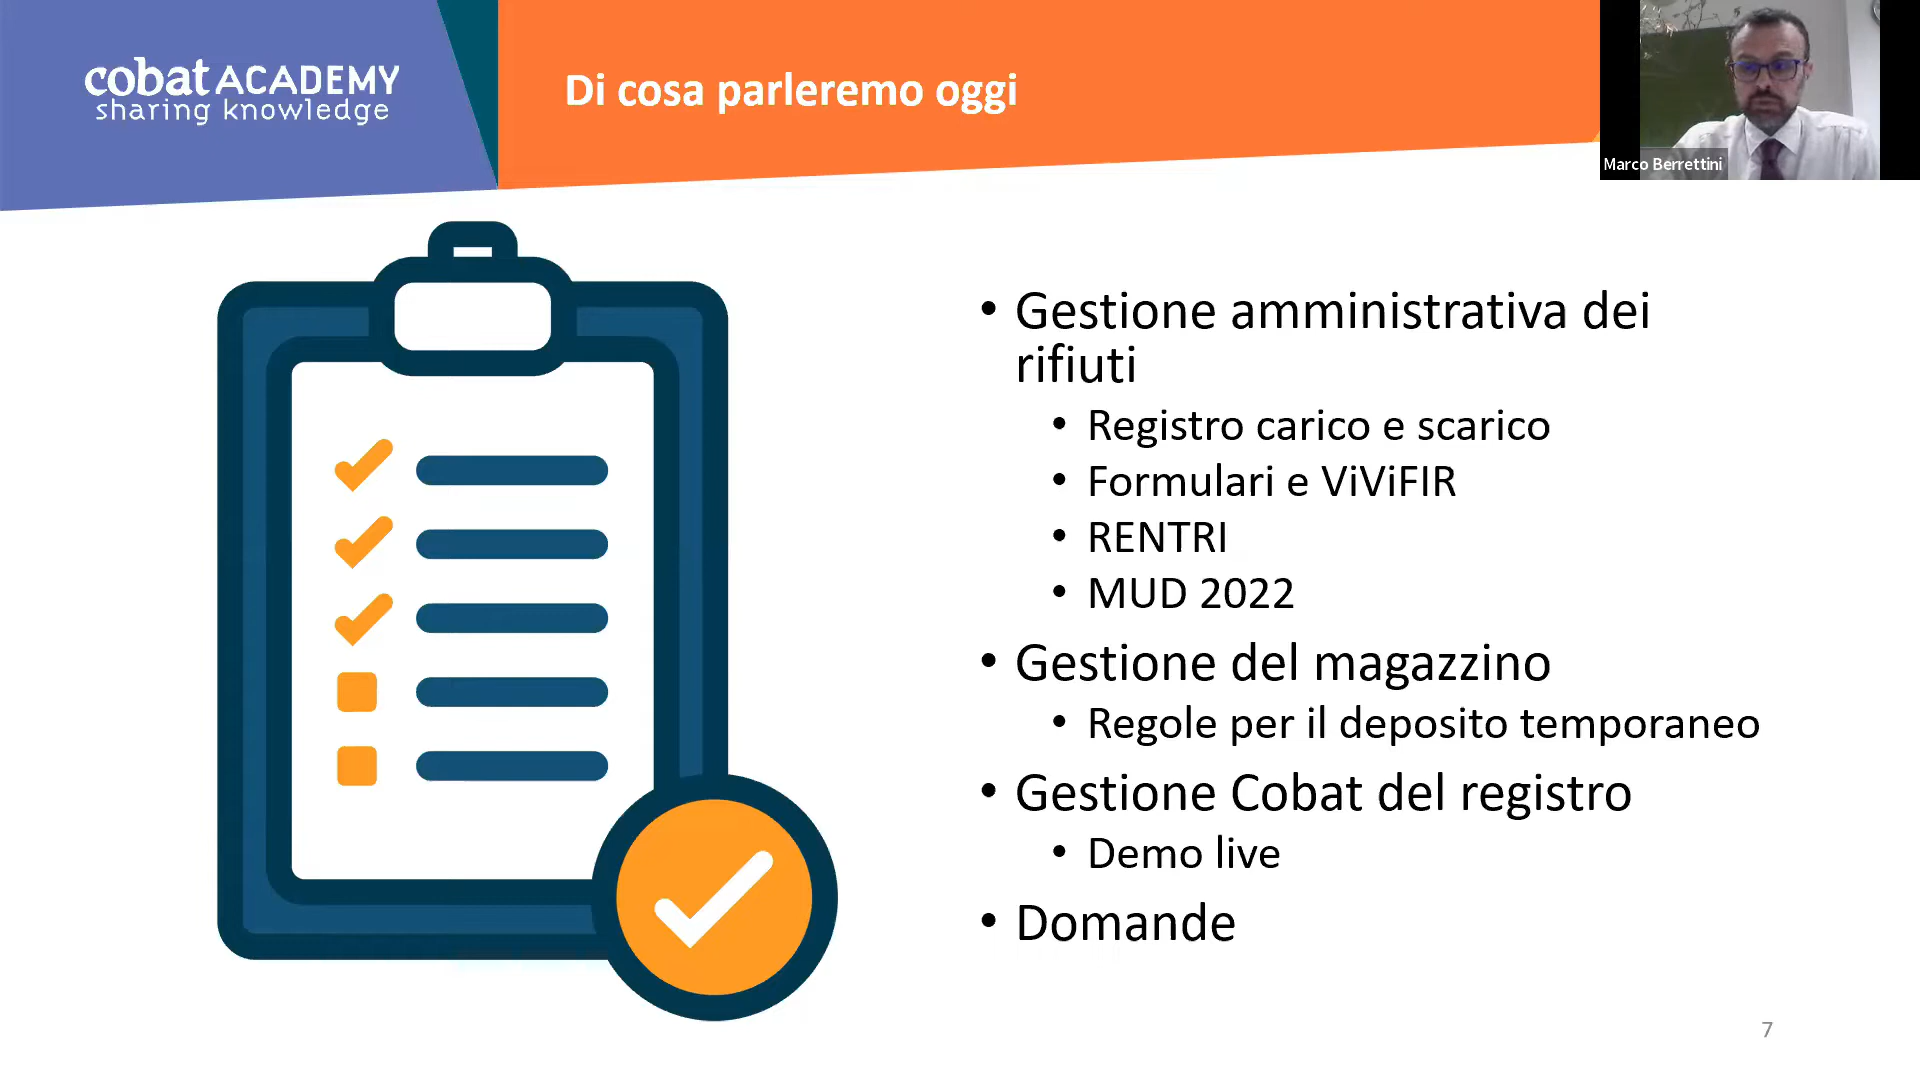 cobat ACADEMY
sharing knowledge
Di cosa parleremo oggi
Marco Berrettini
• Gestione amministrativa dei
rifiuti
• Registro carico e scarico
• Formulari e ViViFIR
• RENTRI
• MUD 2022
• Gestione del magazzino
• Regole per il deposito temporaneo
• Gestione Cobat del registro
• Demo live
• Domande
7